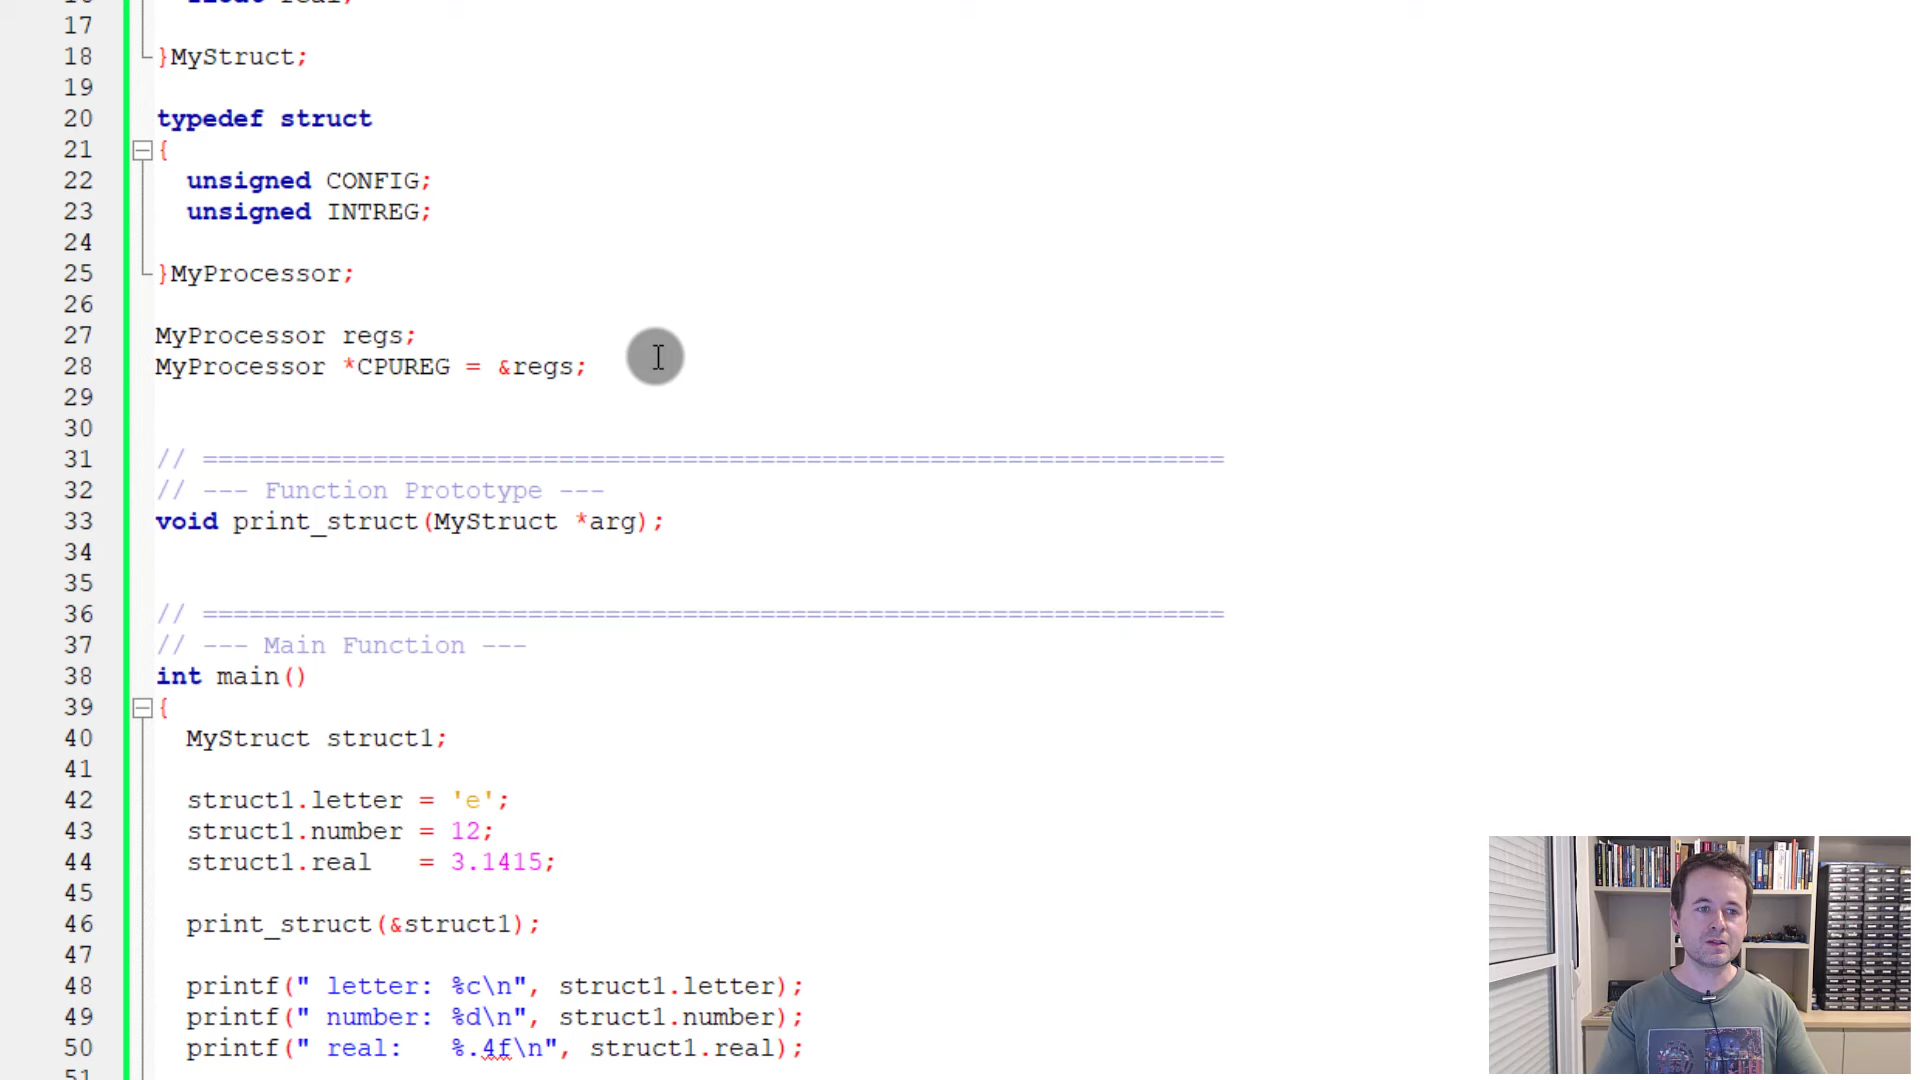 17
18 }MyStruct;
19
20 typedef struct
21 {
22 unsigned CONFIG;
23 unsigned INTREG;
24
25 }MyProcessor;
26
27 MyProcessor regs;
28 MyProcessor *CPUREG = &regs;
29
30
31 // ==================================================================
32 // --- Function Prototype ---
33 void print_struct(MyStruct *arg);
34
35
36 // ==================================================================
37 // --- Main Function ---
38 int main()
39 {
40 MyStruct struct1;
41
42 struct1.letter = 'e';
43 struct1.number = 12;
44 struct1.real   = 3.1415;
45
46 print_struct(&struct1);
47
48 printf(" letter: %c\n", struct1.letter);
49 printf(" number: %d\n", struct1.number);
50 printf(" real:   %.4f\n", struct1.real);
51